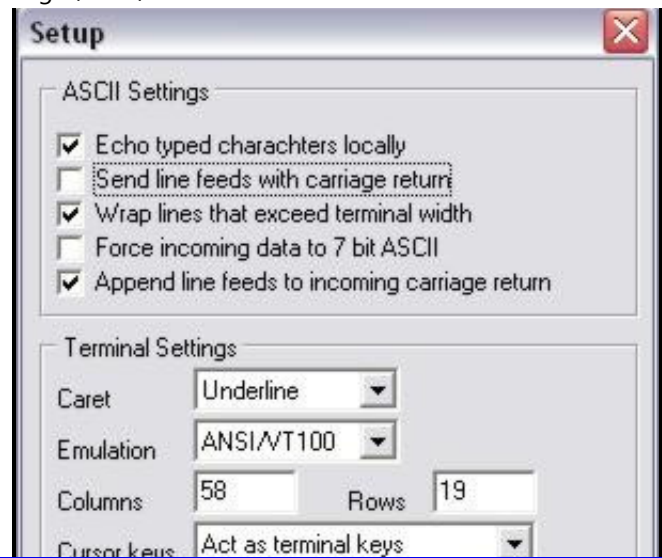 Setup
ASCII Settings
Echo typed charachters locally
Send line feeds with carriage return
Wrap lines that exceed terminal width
Force incoming data to 7 bit ASCII
Append line feeds to incoming carriage return
Terminal Settings
Caret Underline
Emulation ANSI/VT100
Columns 58 Rows 19
Cursor keys Act as terminal keys